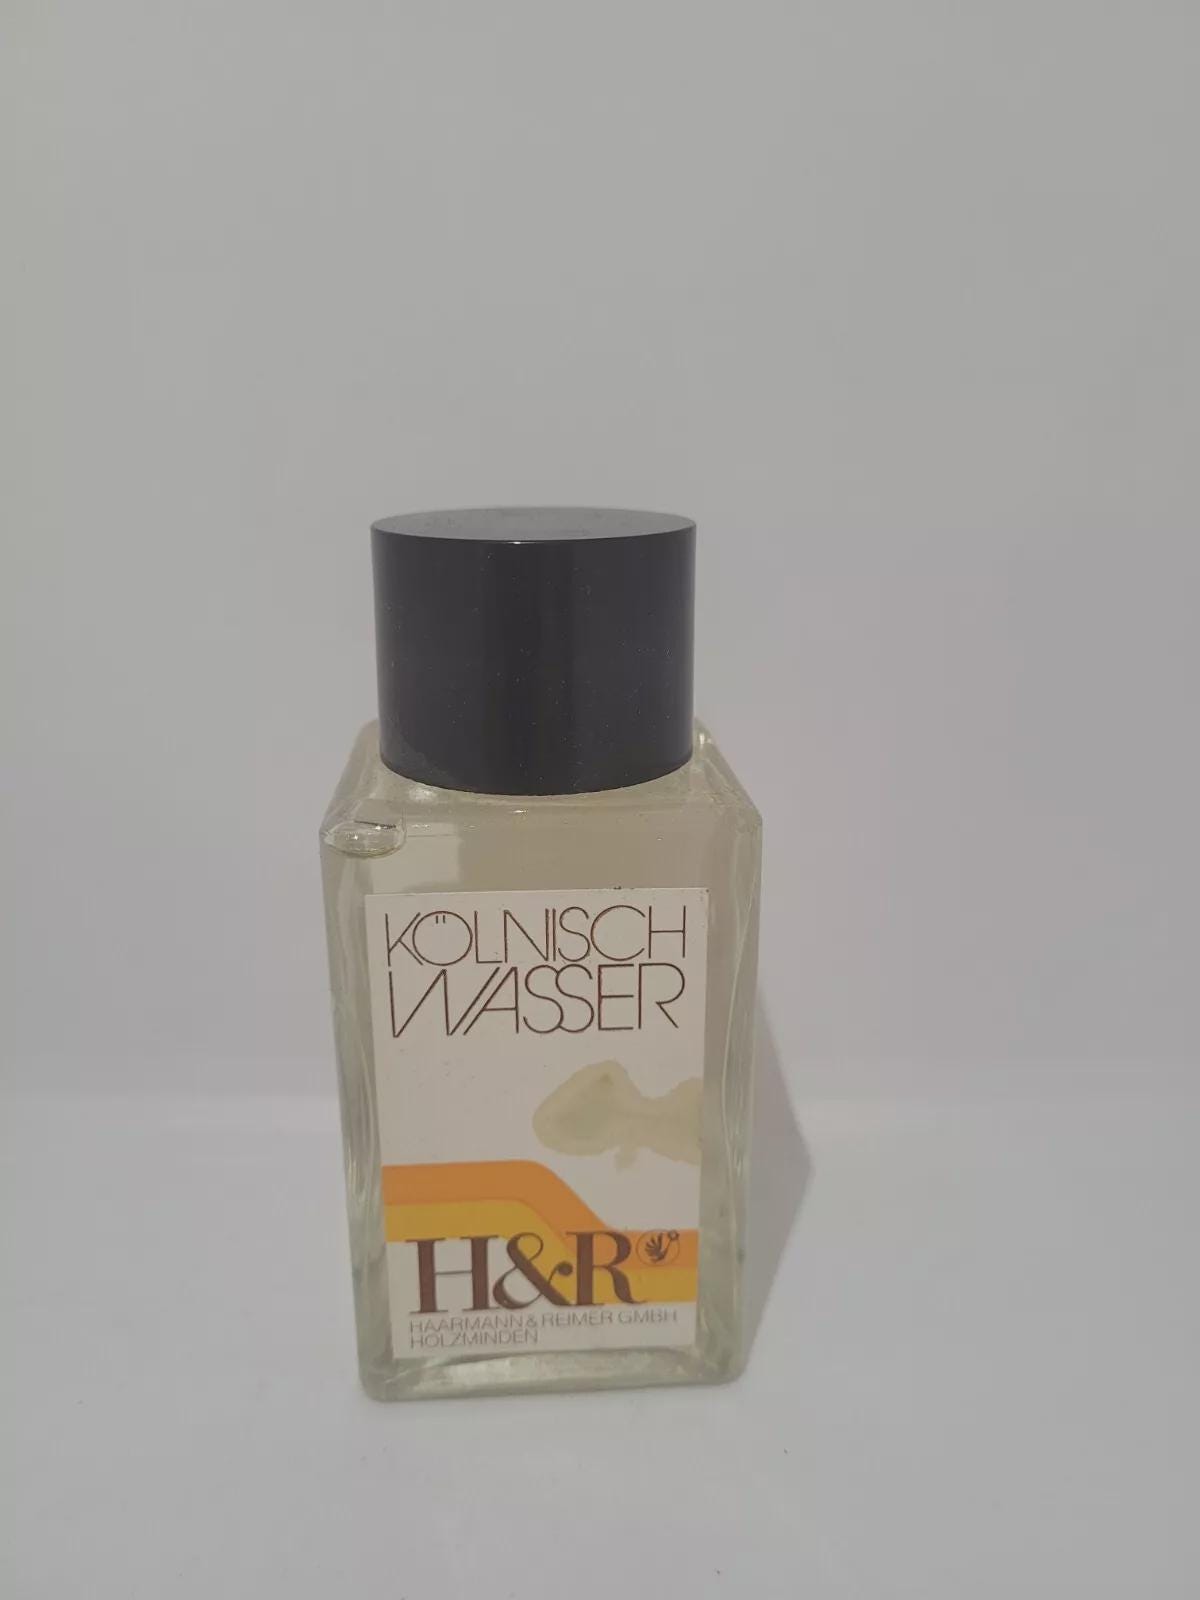 KÖLNISCH
WASSER
H&R
HAARMANN & REIMER GMBH
HOLZMINDEN